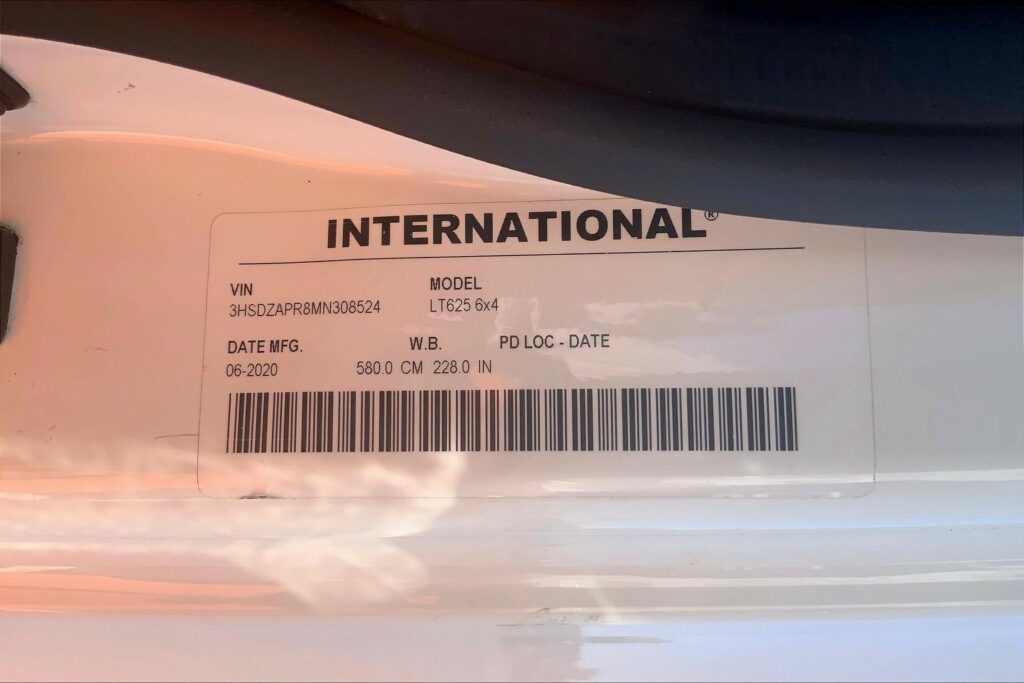 INTERNATIONAL®
VIN MODEL
3HSDZAPR8MN308524 LT625 6x4
DATE MFG. W.B. PD LOC - DATE
06-2020 580.0 CM 228.0 IN